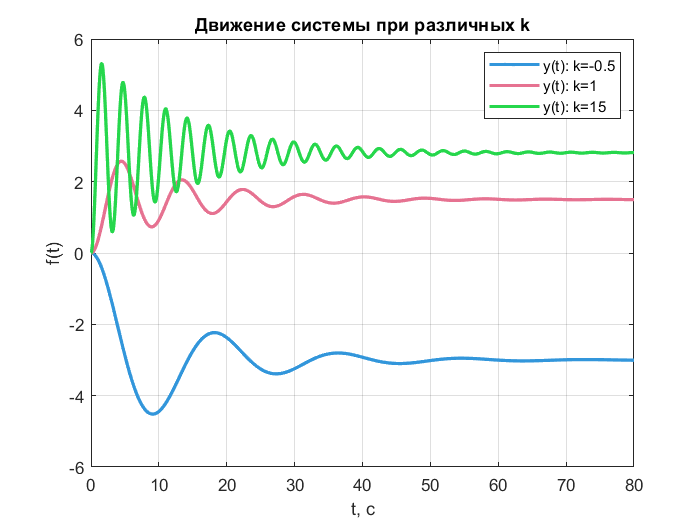 Движение системы при различных k
y(t): k=-0.5
y(t): k=1
y(t): k=15
6
4
2
0
-2
-4
-6
f(t)
0 10 20 30 40 50 60 70 80
t, c